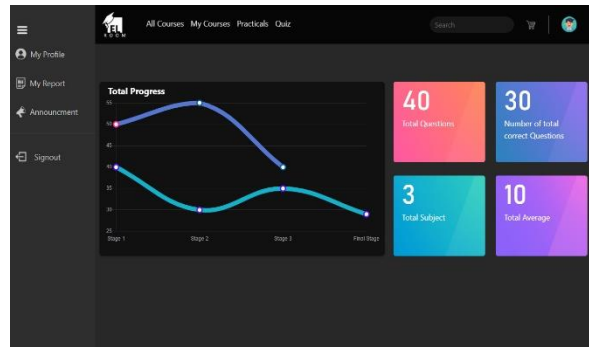 YEL
ROOM
All Courses My Courses Practicals Quiz
Search
My Profile
My Report
Announcment
Signout
Total Progress
55
50
45
40
35
30
25
Stage 1 Stage 2 Stage 3 Final Stage
40
Total Questions
30
Number of total
correct Questions
3
Total Subject
10
Total Average